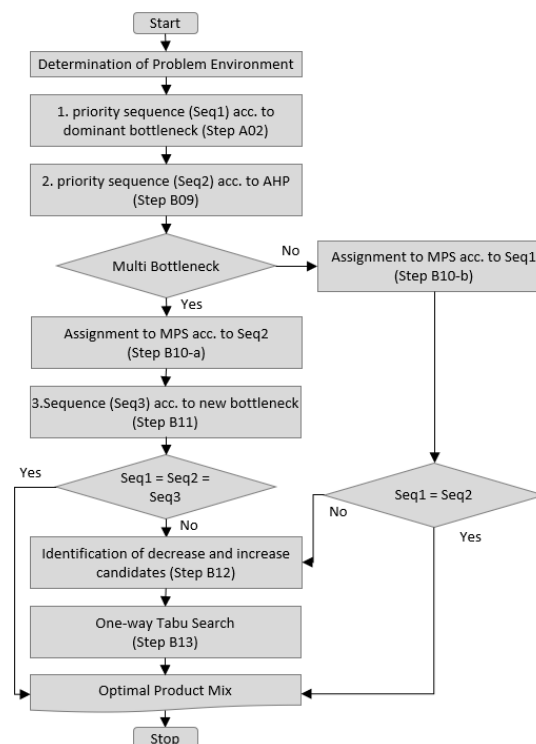 Start
Determination of Problem Environment
1. priority sequence (Seq1) acc. to
dominant bottleneck (Step A02)
2. priority sequence (Seq2) acc. to AHP
(Step B09)
Multi Bottleneck
No
Assignment to MPS acc. to Seq1
(Step B10-b)
Yes
Assignment to MPS acc. to Seq2
(Step B10-a)
3.Sequence (Seq3) acc. to new bottleneck
(Step B11)
Yes
Seq1 = Seq2 =
Seq3
Seq1 = Seq2
No
No
Yes
Identification of decrease and increase
candidates (Step B12)
One-way Tabu Search
(Step B13)
Optimal Product Mix
Stop